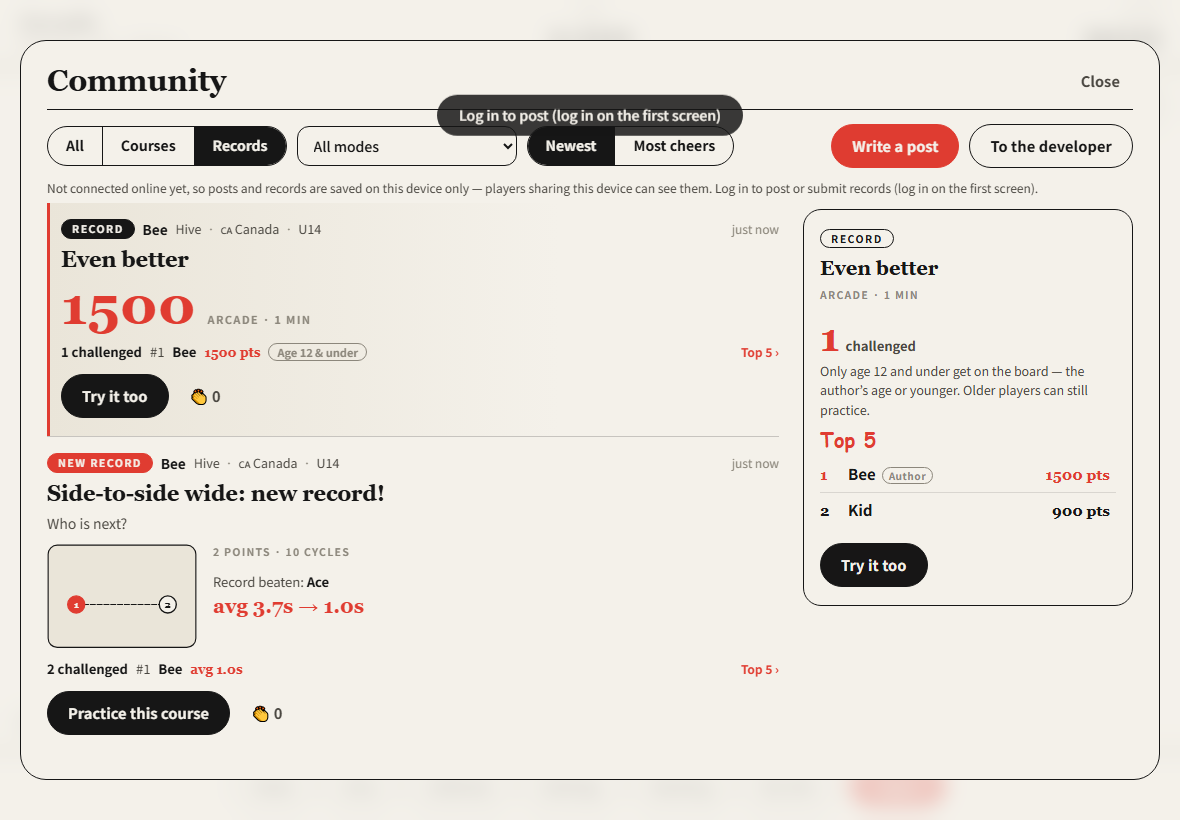 Community
Close
Log in to post (log in on the first screen)
All
Courses
Records
All modes
Newest
Most cheers
Write a post
To the developer
Not connected online yet, so posts and records are saved on this device only — players sharing this device can see them. Log in to post or submit records (log in on the first screen).
RECORD Bee Hive · CA Canada · U14 just now
Even better
1500 ARCADE · 1 MIN
1 challenged #1 Bee 1500 pts Age 12 & under Top 5 ›
Try it too 👏 0
NEW RECORD Bee Hive · CA Canada · U14 just now
Side-to-side wide: new record!
Who is next?
1 2
2 POINTS · 10 CYCLES
Record beaten: Ace
avg 3.7s → 1.0s
2 challenged #1 Bee avg 1.0s Top 5 ›
Practice this course 👏 0
RECORD
Even better
ARCADE · 1 MIN
1 challenged
Only age 12 and under get on the board — the
author’s age or younger. Older players can still
practice.
Top 5
1 Bee Author 1500 pts
2 Kid 900 pts
Try it too